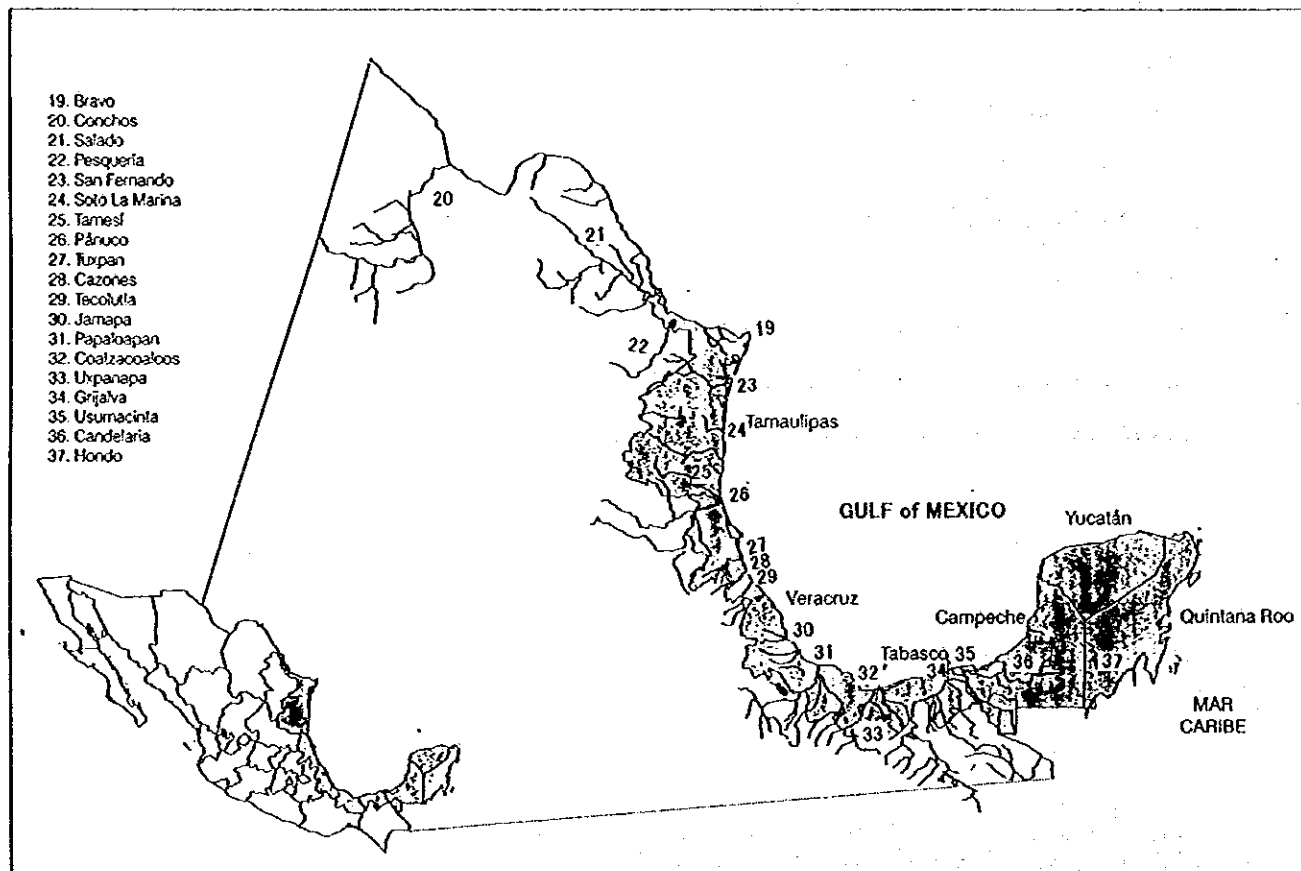 19. Bravo
20. Conchos
21. Salado
22. Pesquería
23. San Fernando
24. Soto La Marina
25. Tamesí
26. Pánuco
27. Tuxpan
28. Cazones
29. Tecolutla
30. Jamapa
31. Papaloapan
32. Coatzacoalcos
33. Uxpanapa
34. Grijalva
35. Usumacinta
36. Candelaria
37. Hondo
20
21
19
22
23
24 Tamaulipas
25
26
GULF of MEXICO
Yucatán
27
28
29
Veracruz
Campeche
Quintana Roo
30
31
Tabasco 35
32
34
36
37
33
MAR
CARIBE